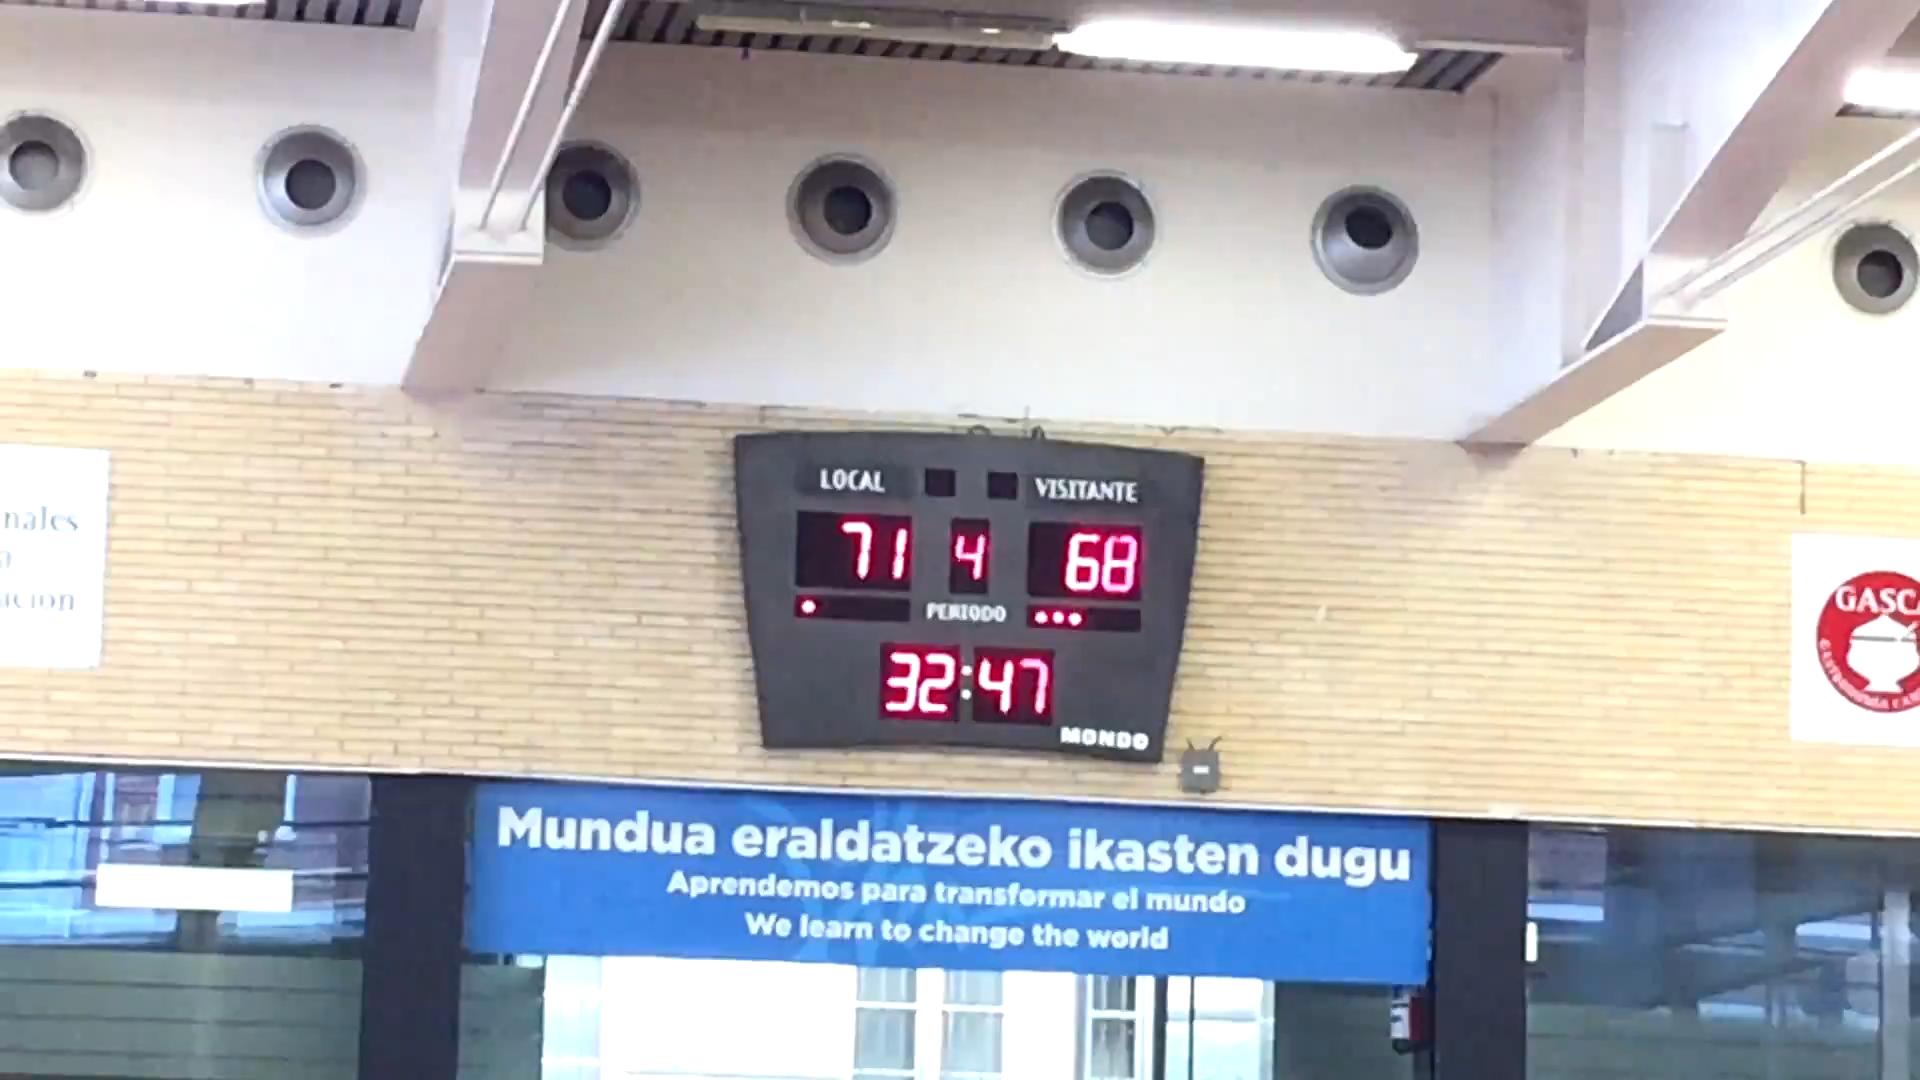 LOCAL VISITANTE
71 4 68
PERIODO
32:47
MONDO
nales
GASCA
Mundua eraldatzeko ikasten dugu
Aprendemos para transformar el mundo
We learn to change the world